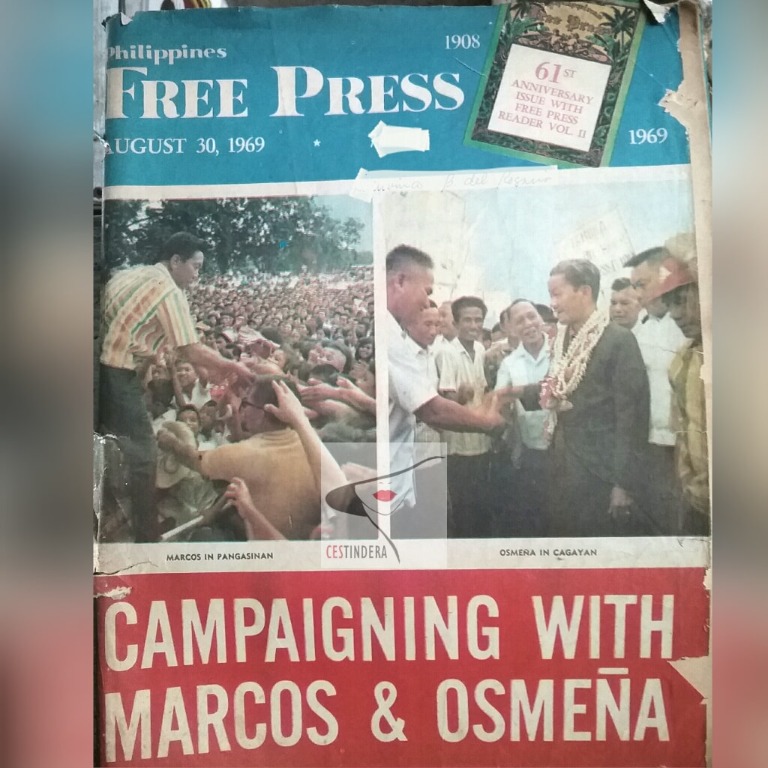 Philippines
FREE PRESS
AUGUST 30, 1969
1908
61ST
ANNIVERSARY
ISSUE WITH
FREE PRESS
READER VOL. II
1969
MARCOS IN PANGASINAN
OSMEÑA IN CAGAYAN
CESTINDERA
CAMPAIGNING WITH
MARCOS & OSMEÑA